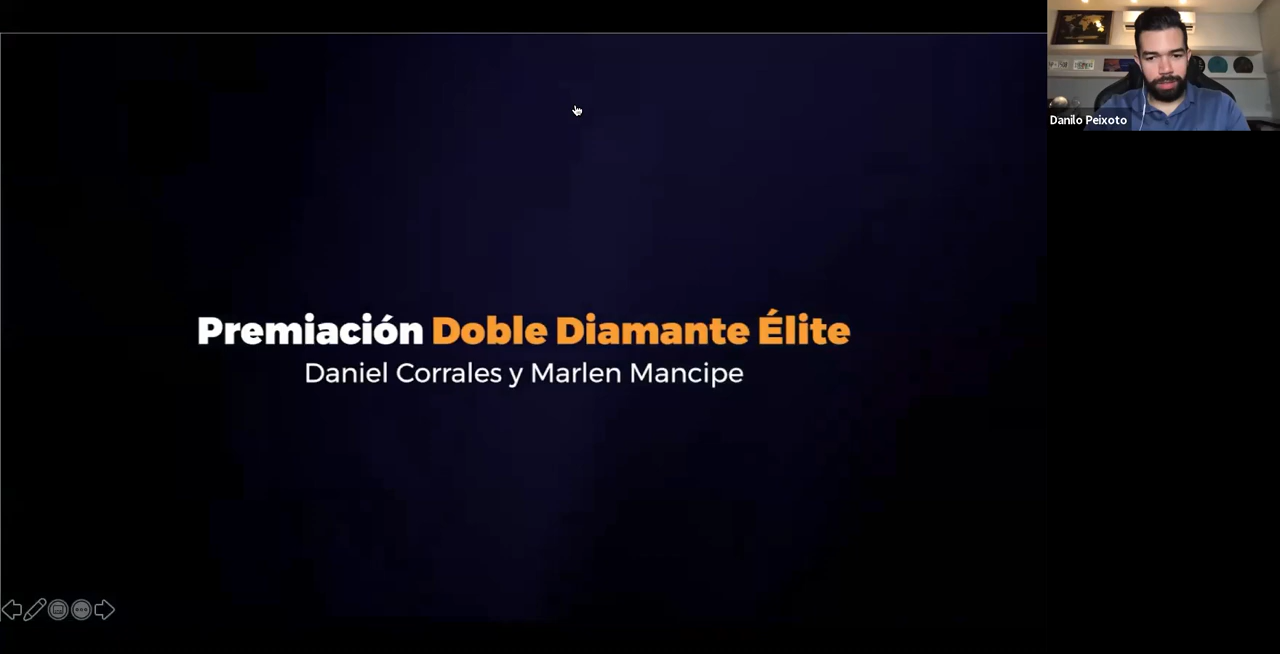 Premiación Doble Diamante Élite
Daniel Corrales y Marlen Mancipe
Danilo Peixoto